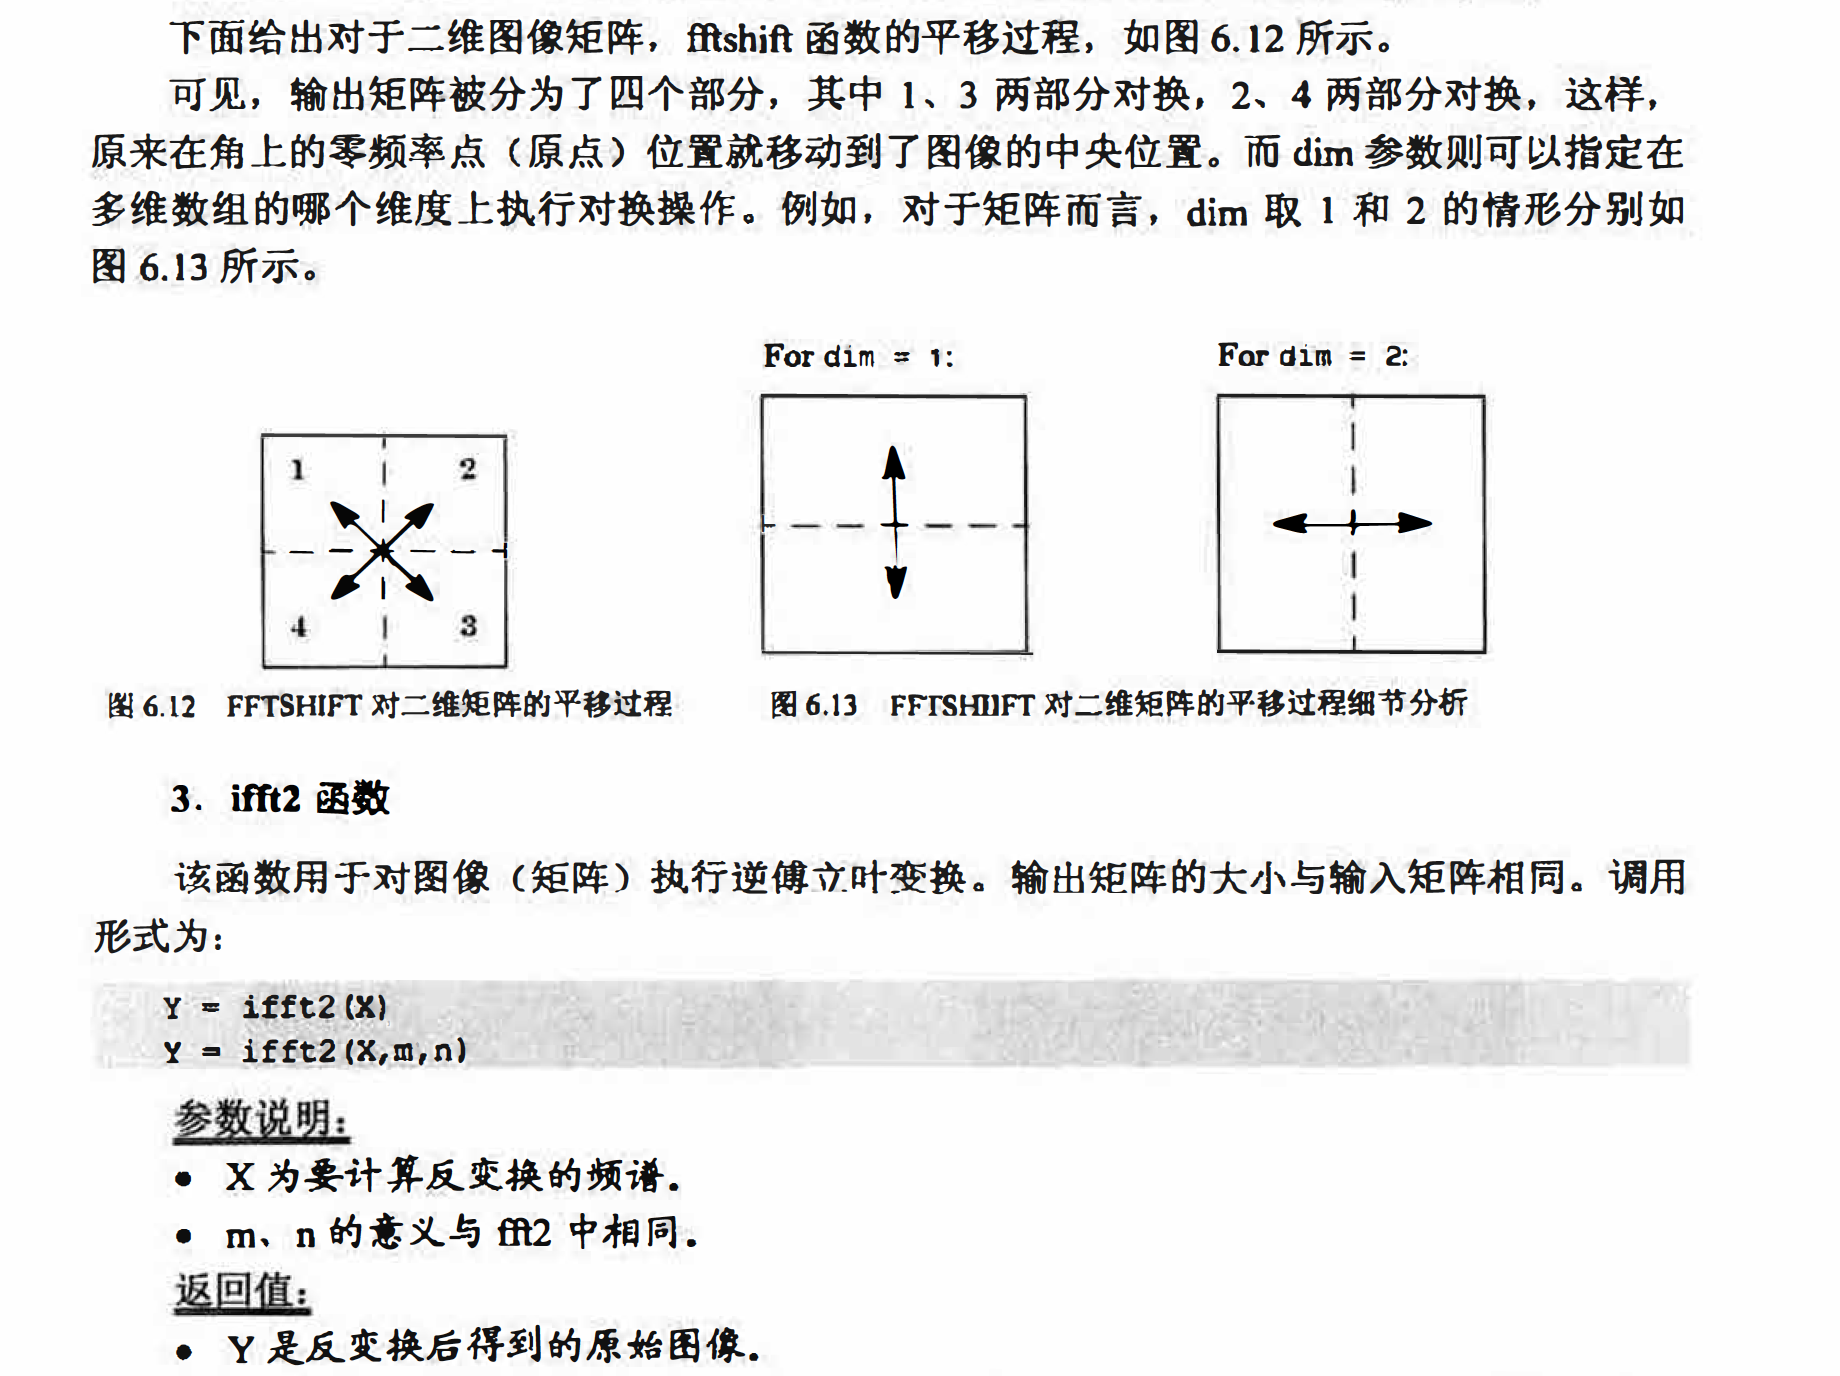 下面给出对于二维图像矩阵，fftshift 函数的平移过程，如图 6.12 所示。
可见，输出矩阵被分为了四个部分，其中 1、3 两部分对换，2、4 两部分对换，这样，
原来在角上的零频率点（原点）位置就移动到了图像的中央位置。而 dim 参数则可以指定在
多维数组的哪个维度上执行对换操作。例如，对于矩阵而言，dim 取 1 和 2 的情形分别如
图 6.13 所示。
For dim = 1:
For dim = 2:
1
2
4
3
图 6.12 FFTSHIFT 对二维矩阵的平移过程
图 6.13 FFTSHIFT 对二维矩阵的平移过程细节分析
3．ifft2 函数
该函数用于对图像（矩阵）执行逆傅立叶变换。输出矩阵的大小与输入矩阵相同。调用
形式为：
Y = ifft2(X)
Y = ifft2(X,m,n)
参数说明：
● X 为要计算反变换的频谱。
● m、n 的意义与 fft2 中相同。
返回值：
● Y 是反变换后得到的原始图像。